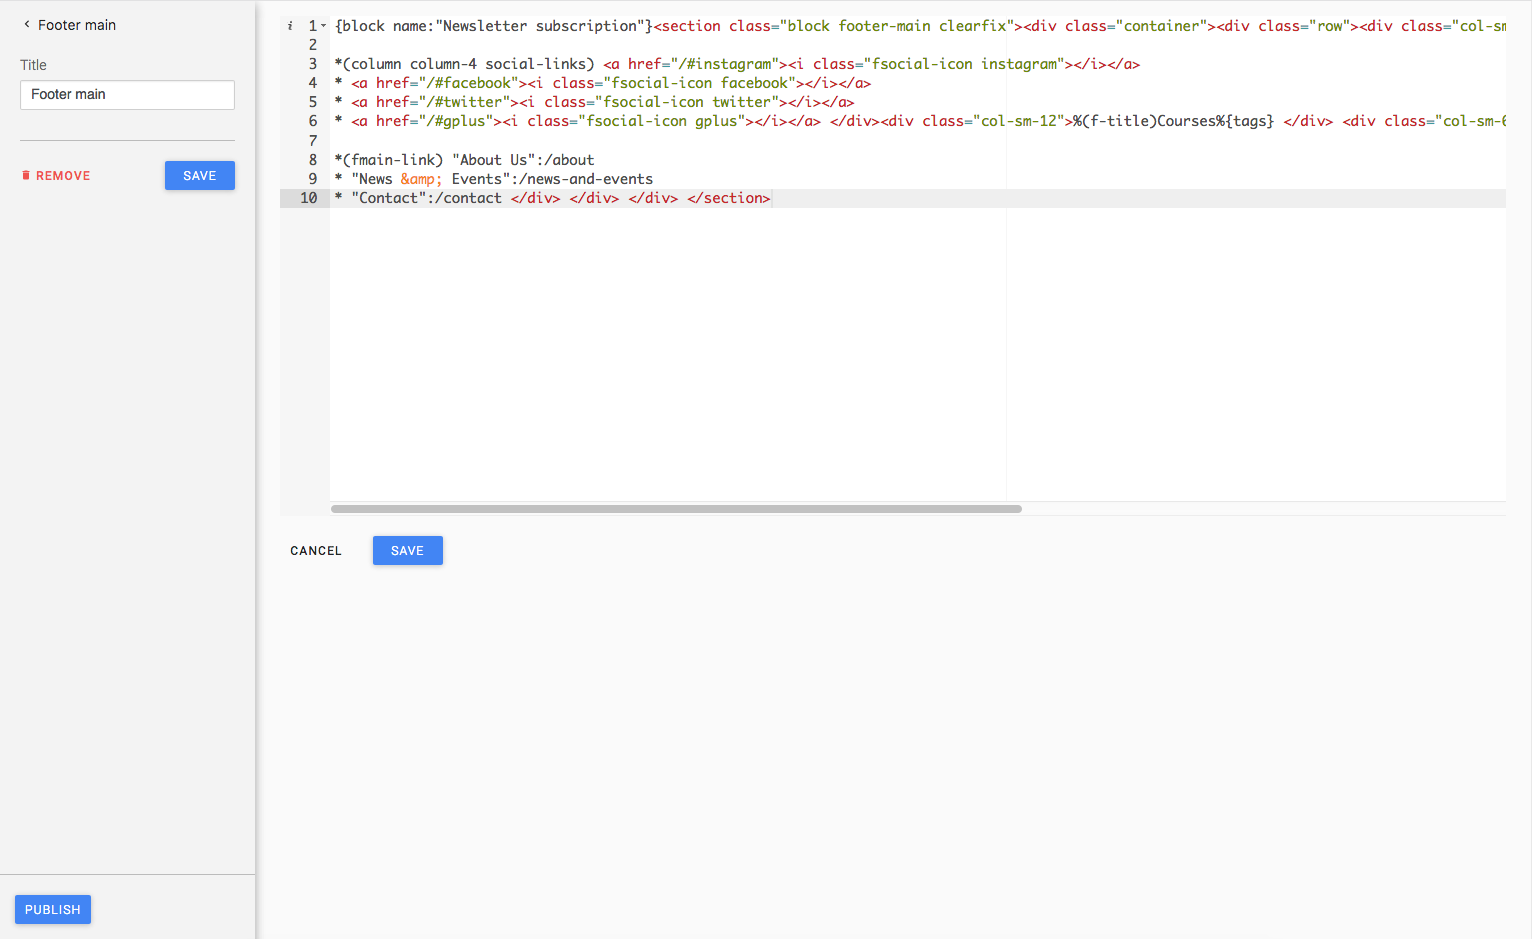 Footer main
Title
Footer main
REMOVE
SAVE
i 1 {block name:"Newsletter subscription"}<section class="block footer-main clearfix"><div class="container"><div class="row"><div class="col-sm
2
3 *(column column-4 social-links) <a href="/#instagram"><i class="fsocial-icon instagram"></i></a>
4 * <a href="/#facebook"><i class="fsocial-icon facebook"></i></a>
5 * <a href="/#twitter"><i class="fsocial-icon twitter"></i></a>
6 * <a href="/#gplus"><i class="fsocial-icon gplus"></i></a> </div><div class="col-sm-12">%(f-title)Courses%{tags} </div> <div class="col-sm-6
7
8 *(fmain-link) "About Us":/about
9 * "News &amp; Events":/news-and-events
10 * "Contact":/contact </div> </div> </div> </section>
CANCEL
SAVE
PUBLISH